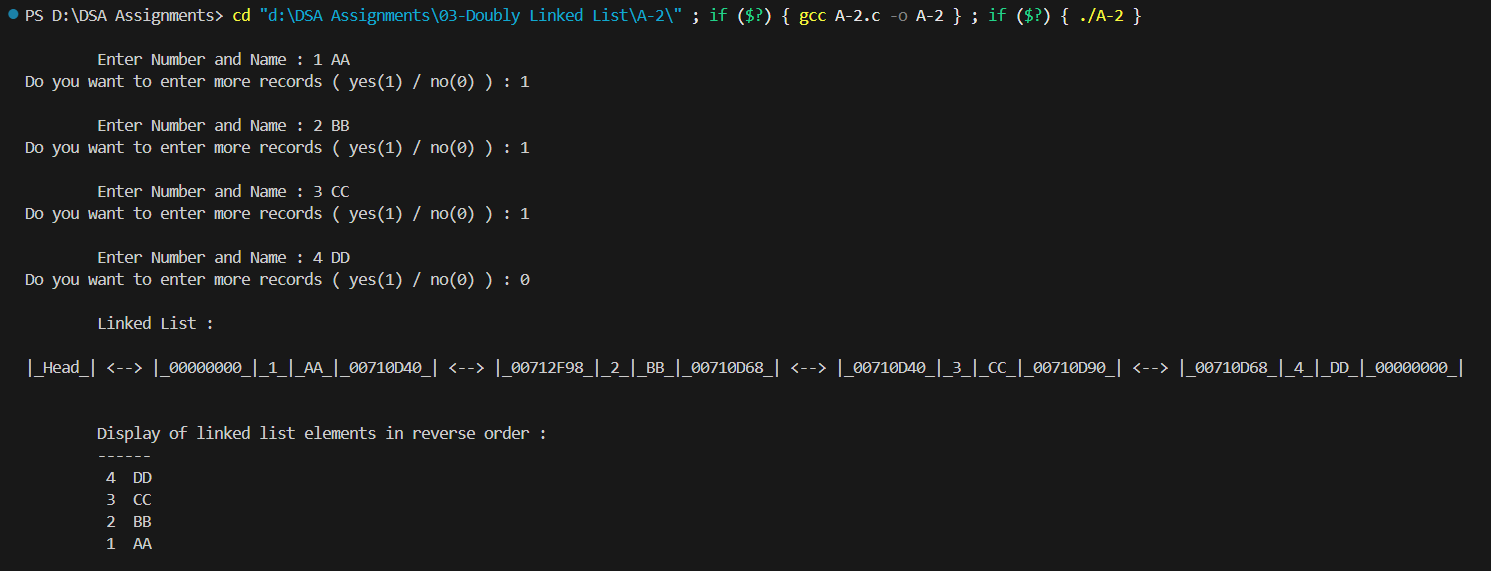 PS D:\DSA Assignments> cd "d:\DSA Assignments\03-Doubly Linked List\A-2\" ; if ($?) { gcc A-2.c -o A-2 } ; if ($?) { ./A-2 }
Enter Number and Name : 1 AA
Do you want to enter more records ( yes(1) / no(0) ) : 1
Enter Number and Name : 2 BB
Do you want to enter more records ( yes(1) / no(0) ) : 1
Enter Number and Name : 3 CC
Do you want to enter more records ( yes(1) / no(0) ) : 1
Enter Number and Name : 4 DD
Do you want to enter more records ( yes(1) / no(0) ) : 0
Linked List :
|_Head_| <--> |_00000000_|_1_|_AA_|_00710D40_| <--> |_00712F98_|_2_|_BB_|_00710D68_| <--> |_00710D40_|_3_|_CC_|_00710D90_| <--> |_00710D68_|_4_|_DD_|_00000000_|
Display of linked list elements in reverse order :
------
4 DD
3 CC
2 BB
1 AA